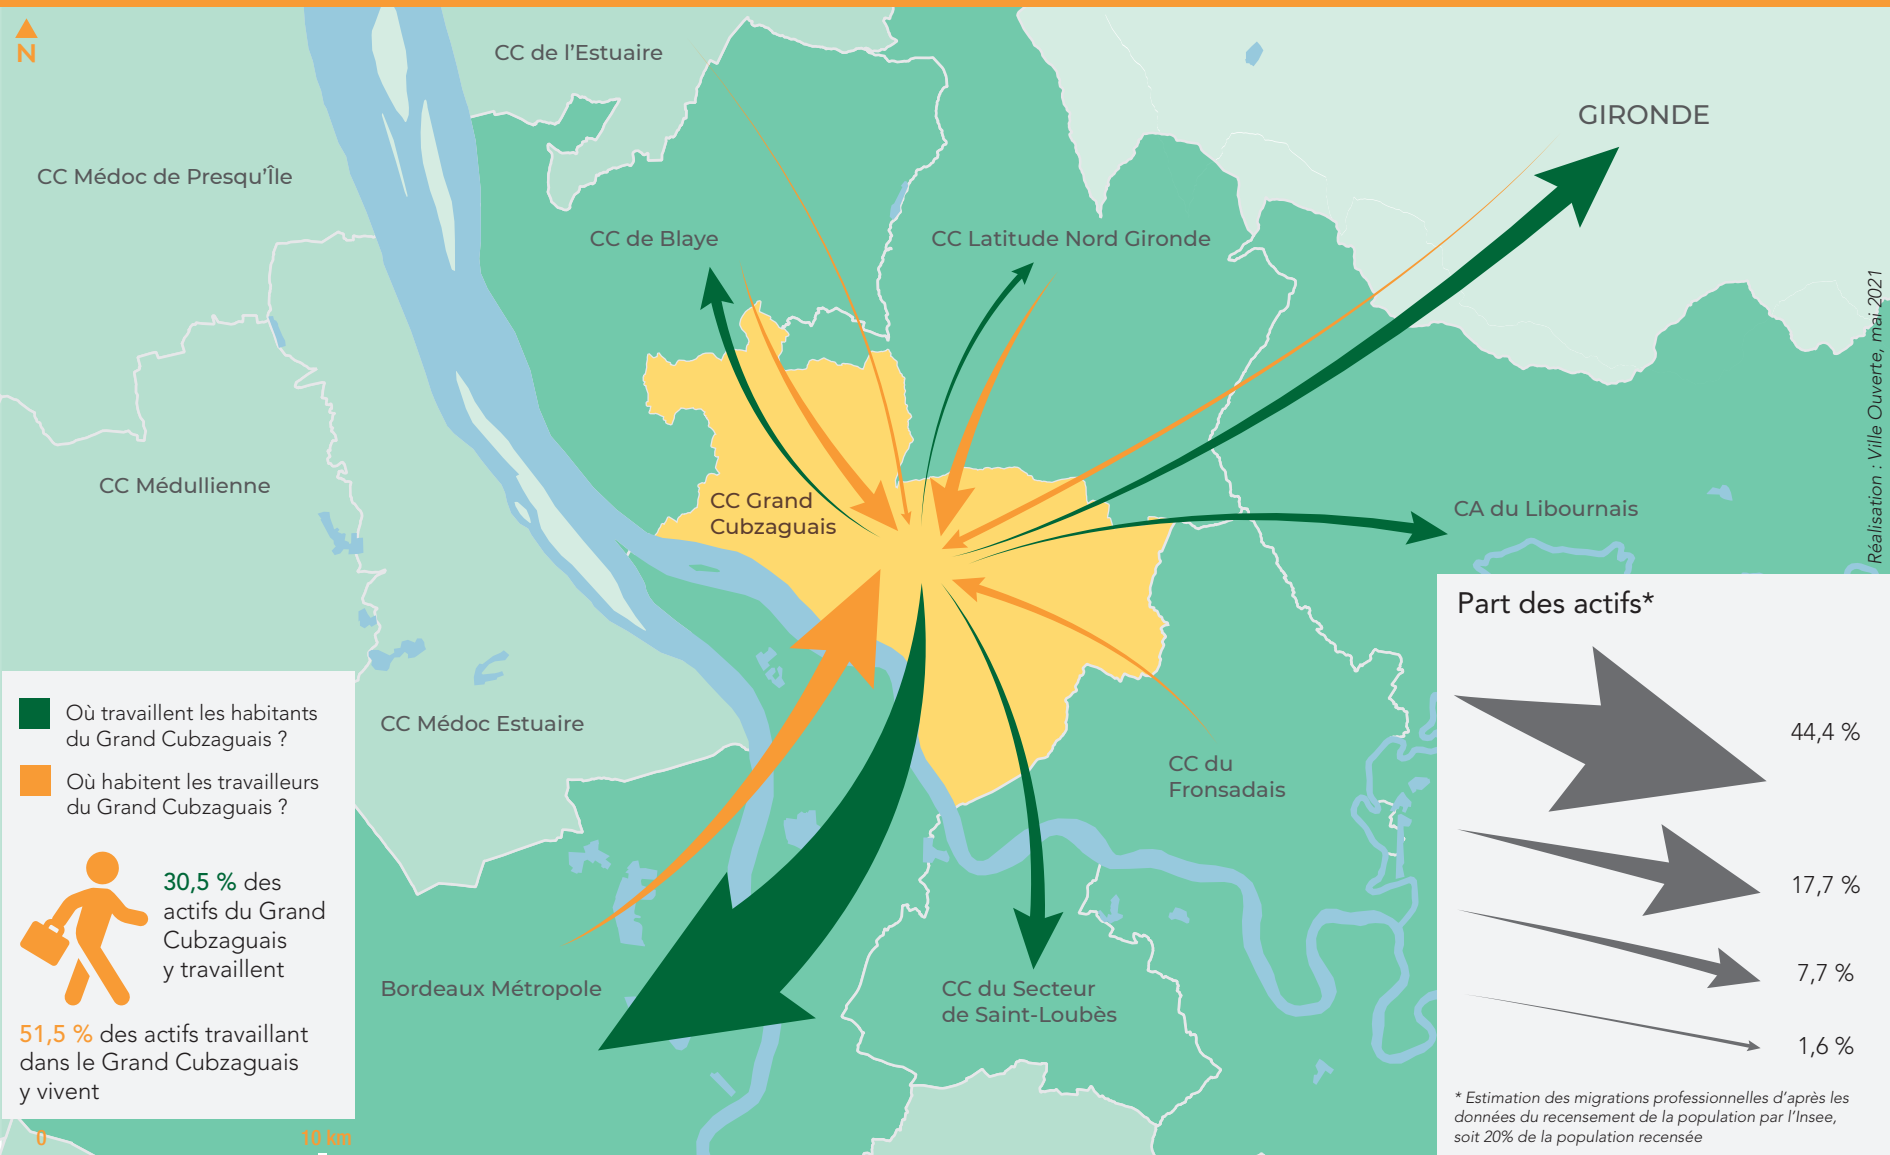 N
CC de l'Estuaire
GIRONDE
CC Médoc de Presqu'Île
CC de Blaye
CC Latitude Nord Gironde
Réalisation : Ville Ouverte, mai 2021
CC Médullienne
CC Grand
Cubzaguais
CA du Libournais
CC Médoc Estuaire
CC du
Fronsadais
Bordeaux Métropole
CC du Secteur
de Saint-Loubès
Où travaillent les habitants
du Grand Cubzaguais ?
Où habitent les travailleurs
du Grand Cubzaguais ?
30,5 % des
actifs du Grand
Cubzaguais
y travaillent
51,5 % des actifs travaillant
dans le Grand Cubzaguais
y vivent
0
10 km
Part des actifs*
44,4 %
17,7 %
7,7 %
1,6 %
* Estimation des migrations professionnelles d'après les
données du recensement de la population par l'Insee,
soit 20% de la population recensée